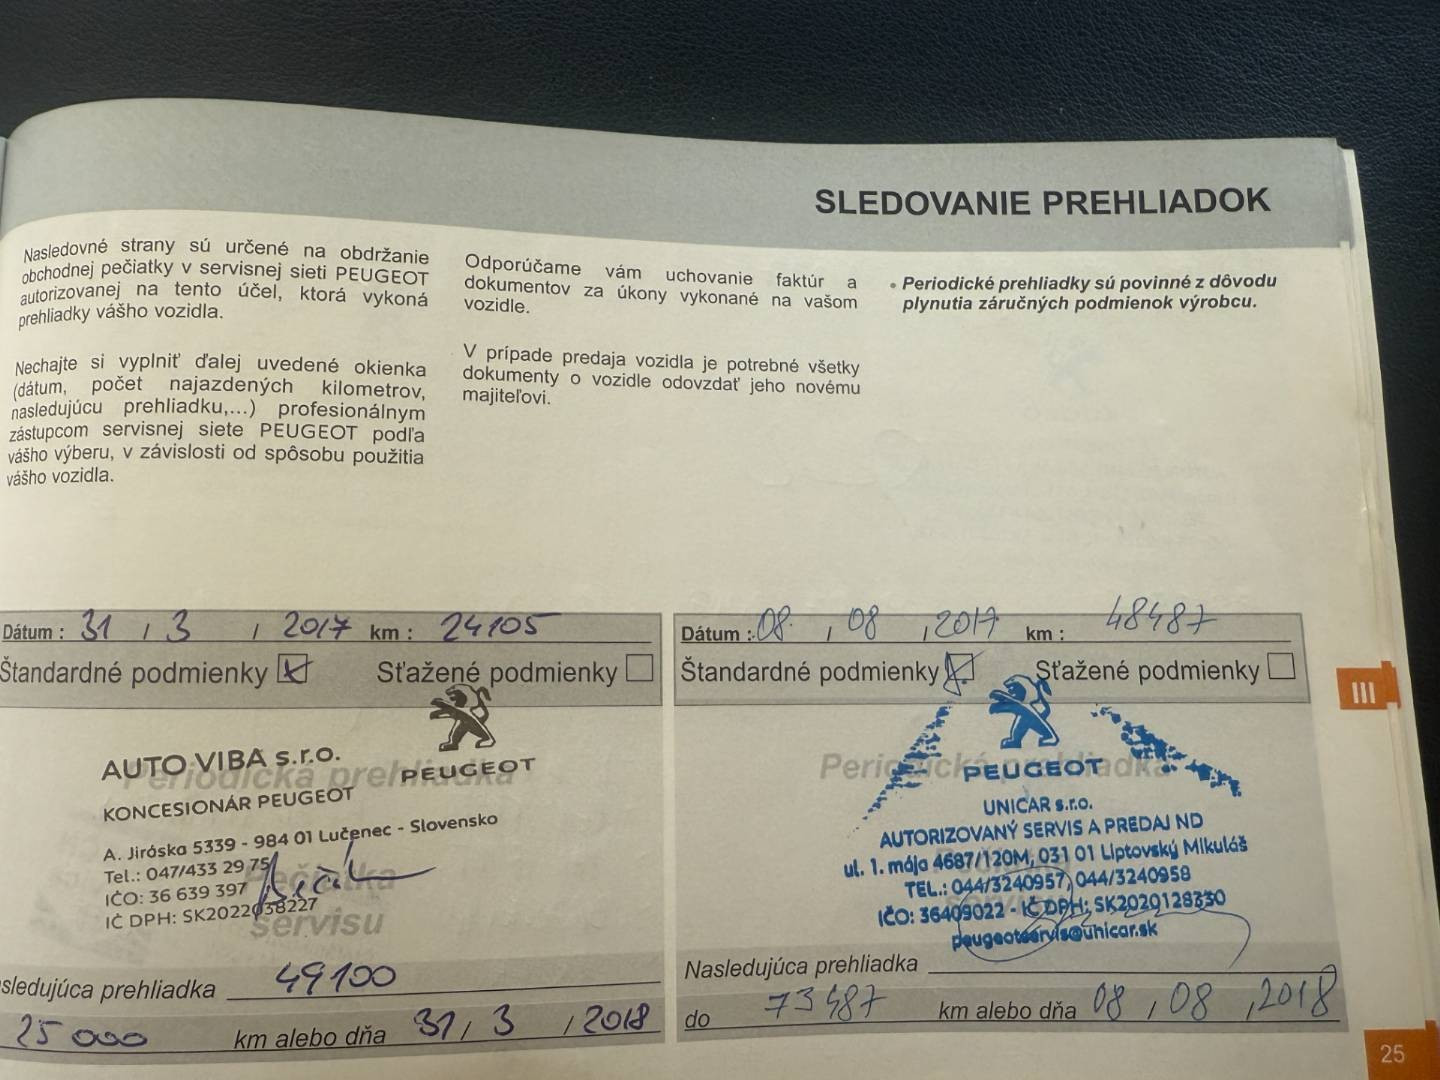 SLEDOVANIE PREHLIADOK
Nasledovné strany sú určené na obdržanie
obchodnej pečiatky v servisnej sieti PEUGEOT
autorizovanej na tento účel, ktorá vykoná
prehliadky vášho vozidla.
Nechajte si vyplniť ďalej uvedené okienka
(dátum, počet najazdených kilometrov,
nasledujúcu prehliadku,...) profesionálnym
zástupcom servisnej siete PEUGEOT podľa
vášho výberu, v závislosti od spôsobu použitia
vášho vozidla.
Odporúčame vám uchovanie faktúr a
dokumentov za úkony vykonané na vašom
vozidle.
V prípade predaja vozidla je potrebné všetky
dokumenty o vozidle odovzdať jeho novému
majiteľovi.
• Periodické prehliadky sú povinné z dôvodu
plynutia záručných podmienok výrobcu.
Dátum : 31 / 3 / 2017 km : 24105
Štandardné podmienky Sťažené podmienky
Periodická prehliadka
AUTO VIBA s.r.o.
PEUGEOT
KONCESIONÁR PEUGEOT
A. Jiráska 5339 - 984 01 Lučenec - Slovensko
Tel.: 047/433 29 75
IČO: 36 639 397
IČ DPH: SK2022038227
Pečiatka
servisu
sledujúca prehliadka 49100
25 000 km alebo dňa 31 / 3 / 2018
Dátum : 08 / 08 / 2017 km : 48487
Štandardné podmienky Sťažené podmienky
Periodická prehliadka
PEUGEOT
UNICAR s.r.o.
AUTORIZOVANÝ SERVIS A PREDAJ ND
ul. 1. mája 4687/120M, 031 01 Liptovský Mikuláš
TEL.: 044/3240957, 044/3240958
IČO: 36409022 - IČ DPH: SK2020128330
peugeotservis@unicar.sk
Nasledujúca prehliadka
do 73487 km alebo dňa 08 / 08 / 2018
III
25